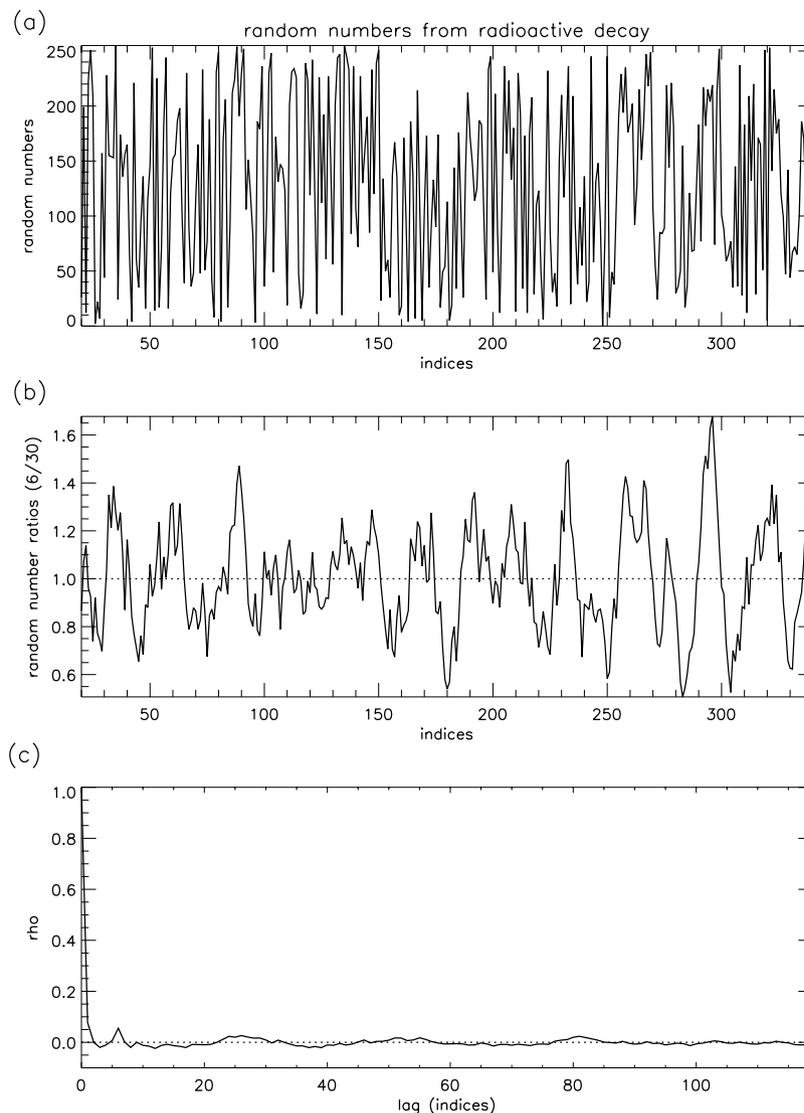 (a)
random numbers from radioactive decay
random numbers
250
200
150
100
50
0
50 100 150 200 250 300
indices
(b)
random number ratios (6/30)
1.6
1.4
1.2
1.0
0.8
0.6
50 100 150 200 250 300
indices
(c)
rho
1.0
0.8
0.6
0.4
0.2
0.0
0 20 40 60 80 100
lag (indices)